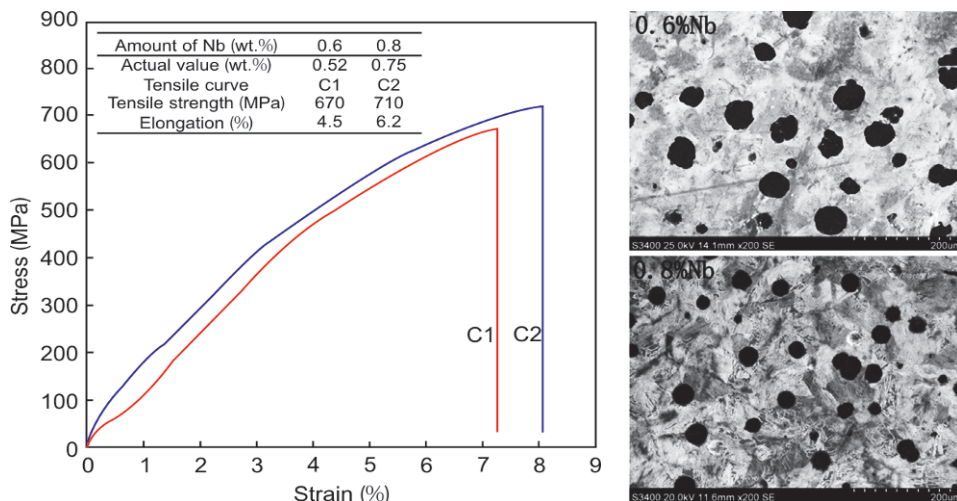 900
800
700
600
500
400
300
200
100
0
Stress (MPa)
Amount of Nb (wt.%) 0.6 0.8
Actual value (wt.%) 0.52 0.75
Tensile curve C1 C2
Tensile strength (MPa) 670 710
Elongation (%) 4.5 6.2
C1 C2
0 1 2 3 4 5 6 7 8 9
Strain (%)
0.6%Nb
S3400 25.0kV 14.1mm x200 SE 200um
0.8%Nb
S3400 20.0kV 11.6mm x200 SE 200um